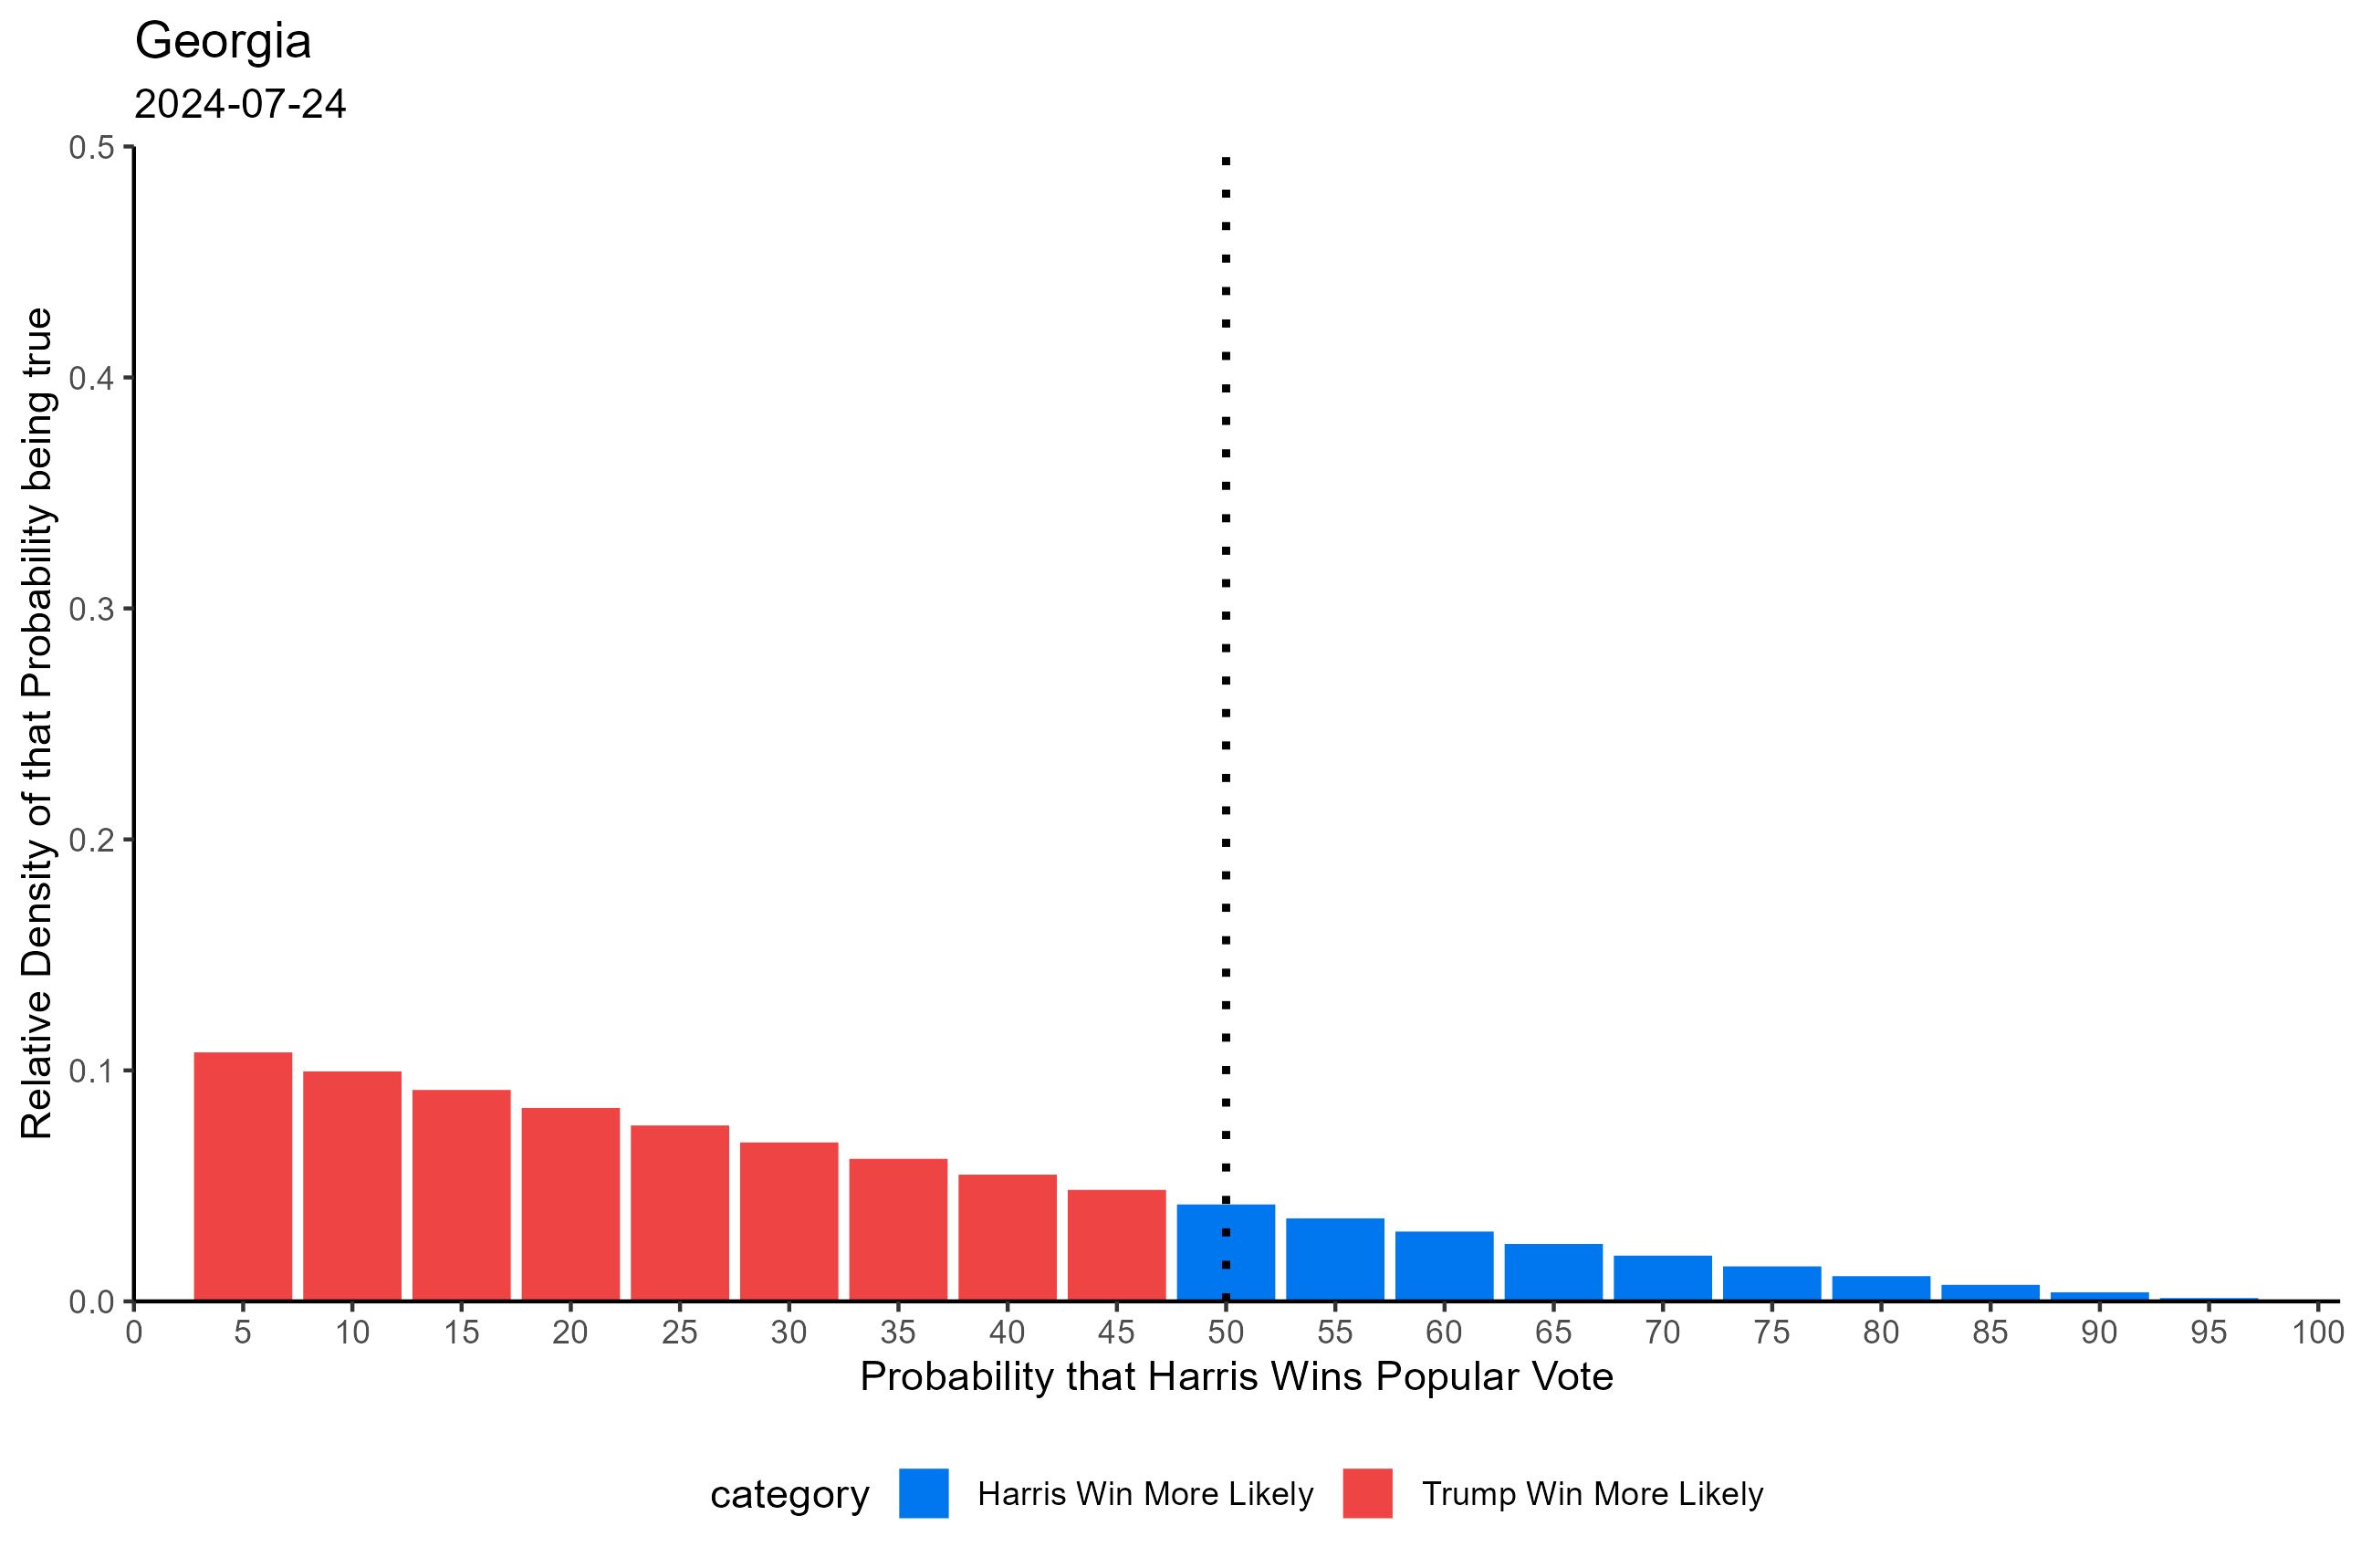 Georgia
2024-07-24
Relative Density of that Probability being true
0.5
0.4
0.3
0.2
0.1
0.0
0 5 10 15 20 25 30 35 40 45 50 55 60 65 70 75 80 85 90 95 100
Probability that Harris Wins Popular Vote
category Harris Win More Likely Trump Win More Likely